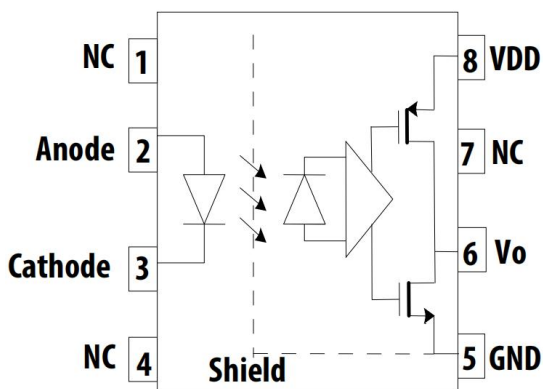 NC 1
8 VDD
Anode 2
7 NC
Cathode 3
6 Vo
NC 4
Shield
5 GND